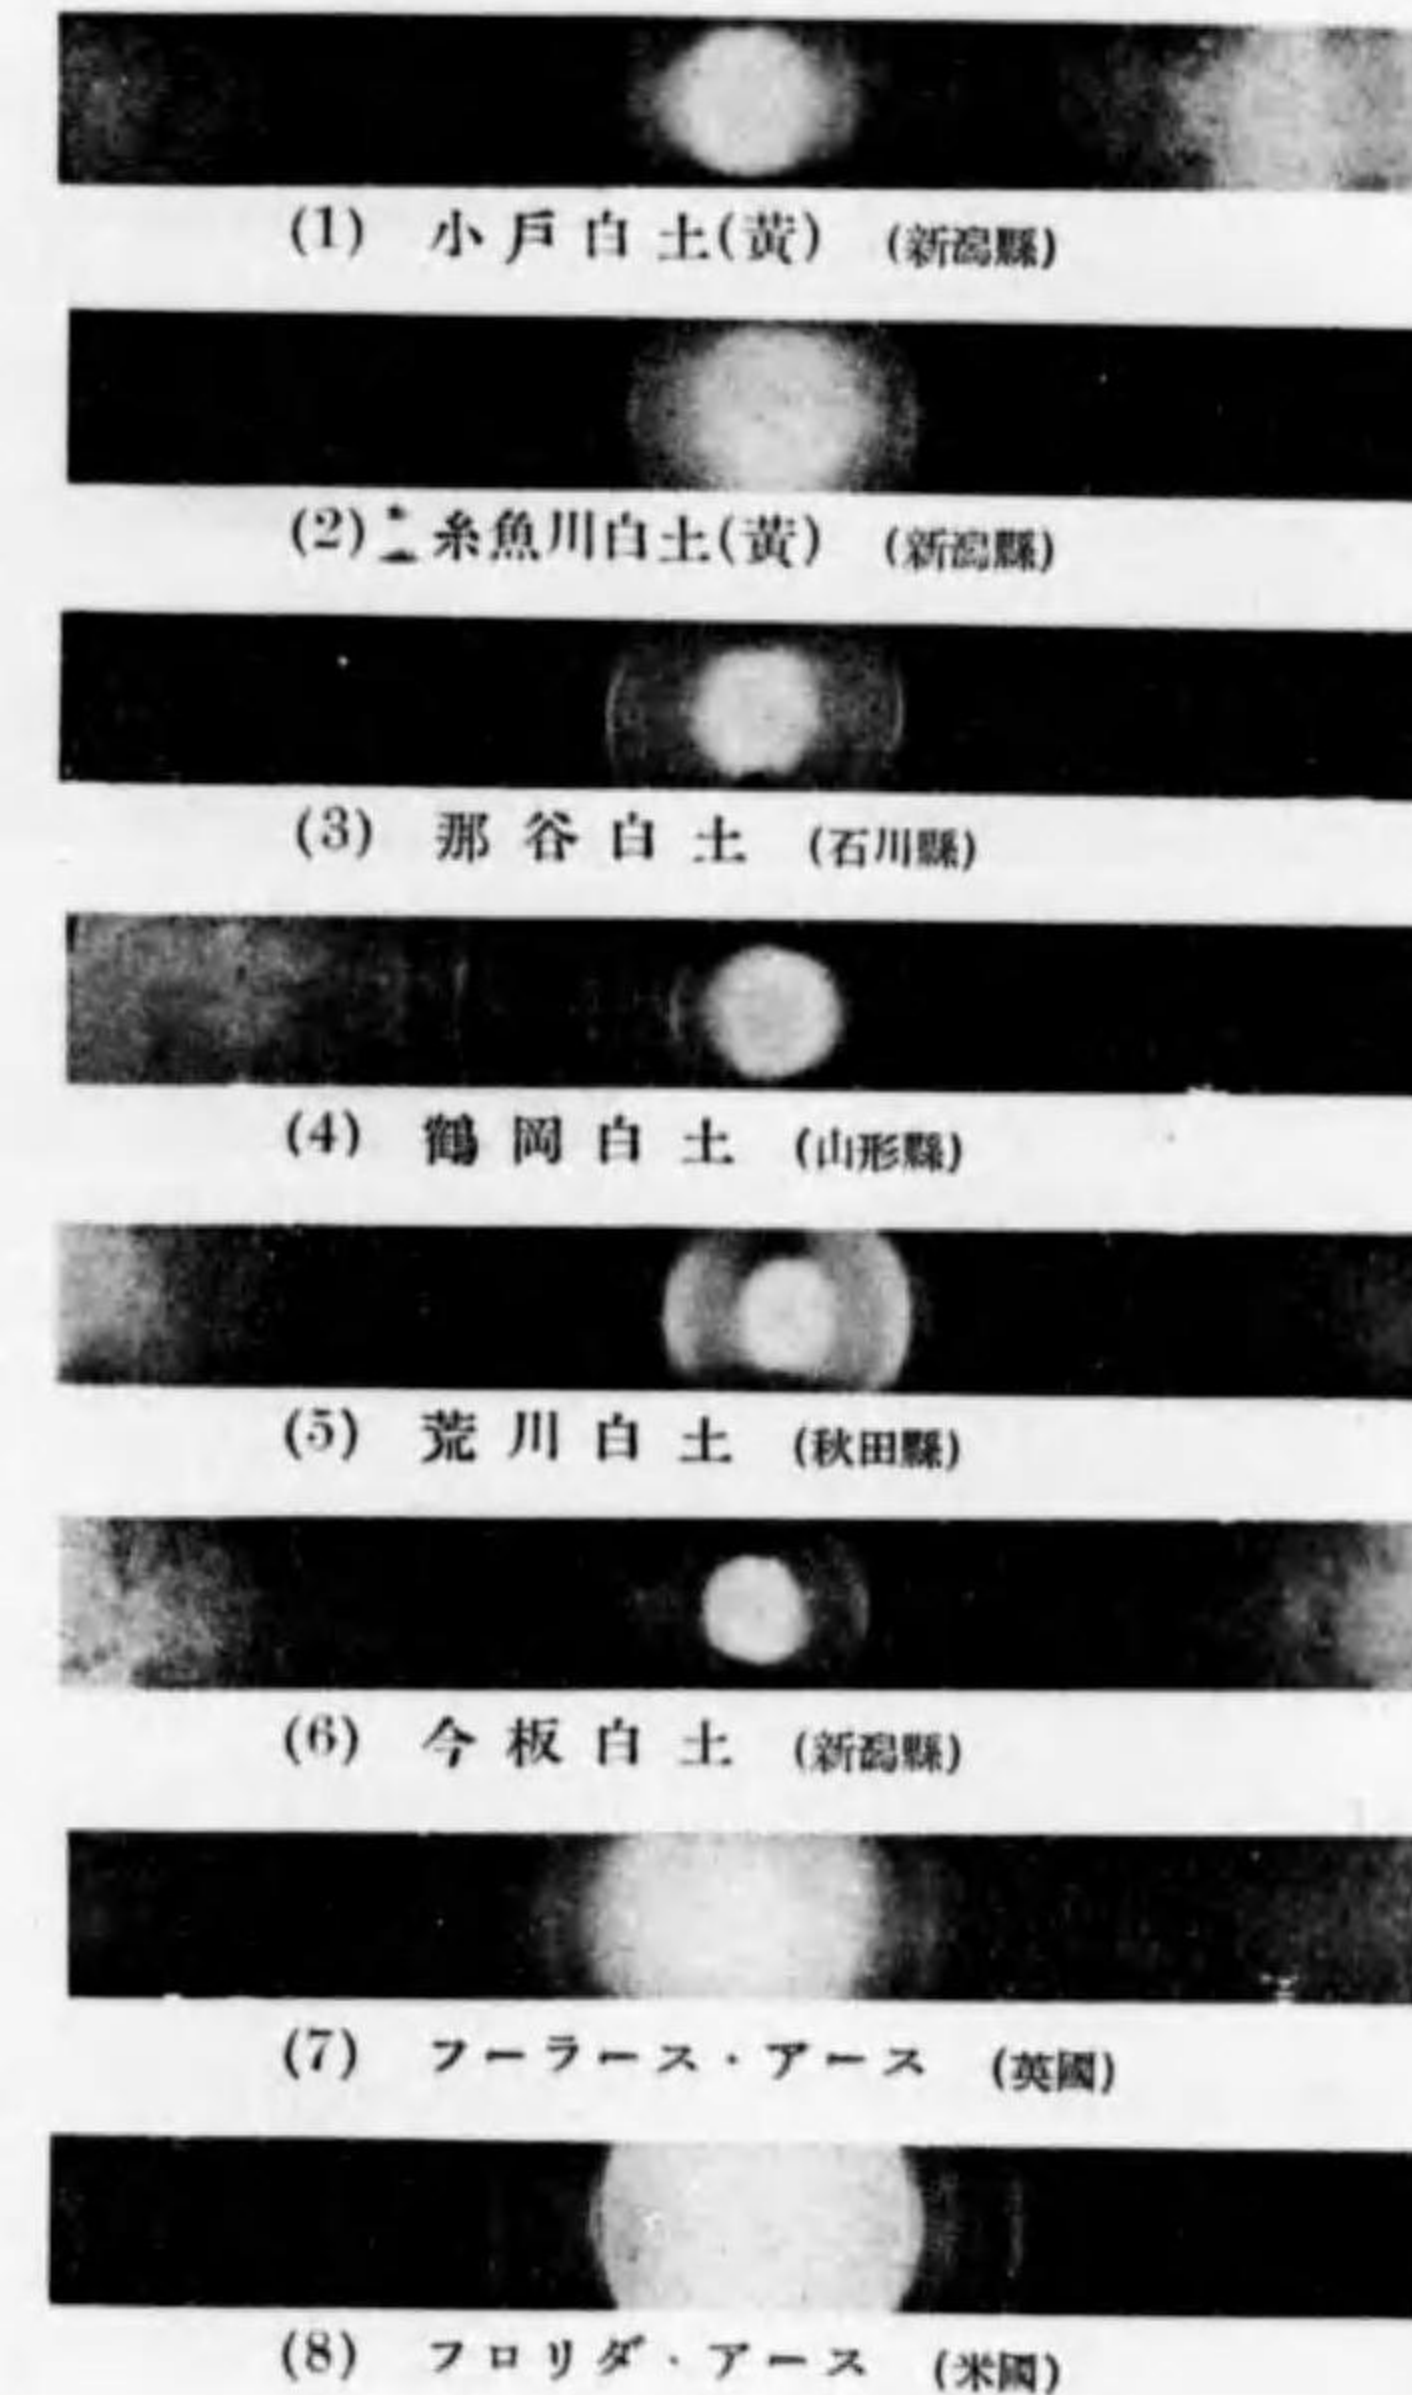 (1) 小戶白土(黃) (新潟縣)
(2) 糸魚川白土(黃) (新潟縣)
(3) 那谷白土 (石川縣)
(4) 鶴岡白土 (山形縣)
(5) 荒川白土 (秋田縣)
(6) 今板白土 (新潟縣)
(7) フーラース・アース (英國)
(8) フロリダ・アース (米國)